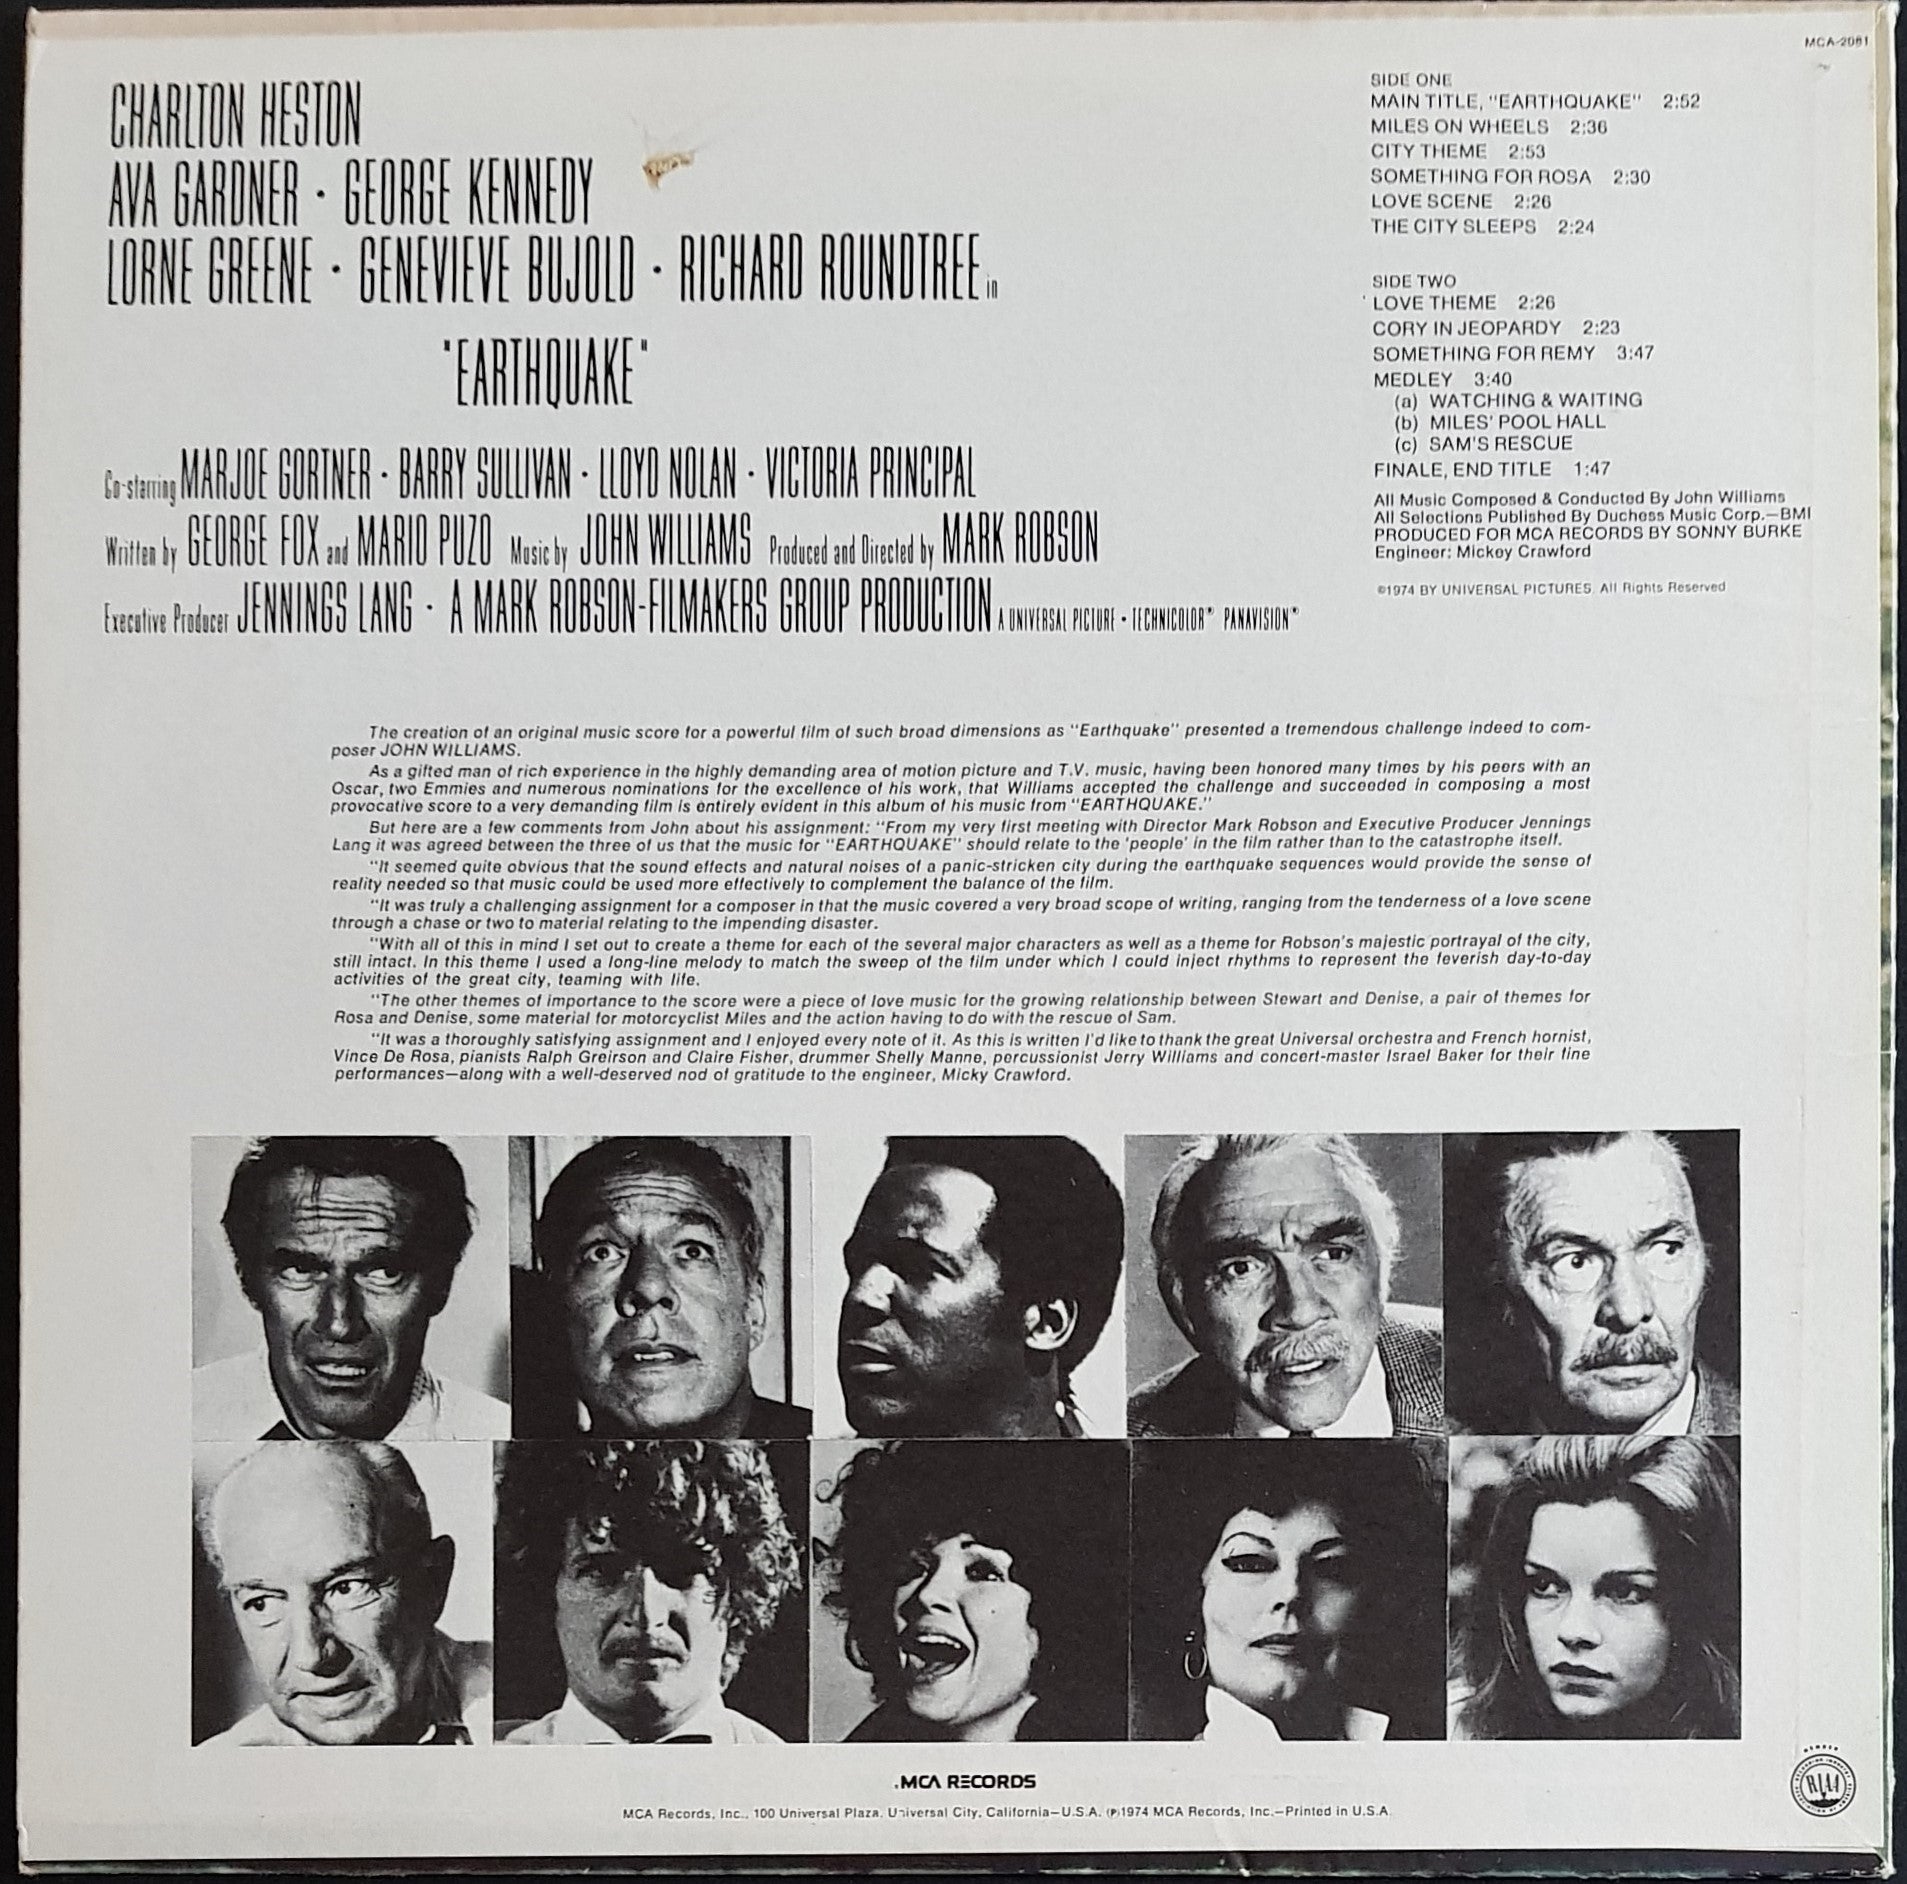 MCA-2081
CHARLTON HESTON
AVA GARDNER · GEORGE KENNEDY
LORNE GREENE · GENEVIEVE BUJOLD · RICHARD ROUNDTREE in
"EARTHQUAKE"
Co-starring MARJOE GORTNER · BARRY SULLIVAN · LLOYD NOLAN · VICTORIA PRINCIPAL
Written by GEORGE FOX and MARIO PUZO Music by JOHN WILLIAMS Produced and Directed by MARK ROBSON
Executive Producer JENNINGS LANG · A MARK ROBSON-FILMAKERS GROUP PRODUCTION A UNIVERSAL PICTURE · TECHNICOLOR® PANAVISION®
SIDE ONE
MAIN TITLE, "EARTHQUAKE" 2:52
MILES ON WHEELS 2:36
CITY THEME 2:53
SOMETHING FOR ROSA 2:30
LOVE SCENE 2:26
THE CITY SLEEPS 2:24
SIDE TWO
LOVE THEME 2:26
CORY IN JEOPARDY 2:23
SOMETHING FOR REMY 3:47
MEDLEY 3:40
(a) WATCHING & WAITING
(b) MILES' POOL HALL
(c) SAM'S RESCUE
FINALE, END TITLE 1:47
All Music Composed & Conducted By John Williams
All Selections Published By Duchess Music Corp.—BMI
PRODUCED FOR MCA RECORDS BY SONNY BURKE
Engineer: Mickey Crawford
©1974 BY UNIVERSAL PICTURES. All Rights Reserved
The creation of an original music score for a powerful film of such broad dimensions as "Earthquake" presented a tremendous challenge indeed to com-
poser JOHN WILLIAMS.
As a gifted man of rich experience in the highly demanding area of motion picture and T.V. music, having been honored many times by his peers with an
Oscar, two Emmies and numerous nominations for the excellence of his work, that Williams accepted the challenge and succeeded in composing a most
provocative score to a very demanding film is entirely evident in this album of his music from "EARTHQUAKE."
But here are a few comments from John about his assignment: "From my very first meeting with Director Mark Robson and Executive Producer Jennings
Lang it was agreed between the three of us that the music for "EARTHQUAKE" should relate to the 'people' in the film rather than to the catastrophe itself.
"It seemed quite obvious that the sound effects and natural noises of a panic-stricken city during the earthquake sequences would provide the sense of
reality needed so that music could be used more effectively to complement the balance of the film.
"It was truly a challenging assignment for a composer in that the music covered a very broad scope of writing, ranging from the tenderness of a love scene
through a chase or two to material relating to the impending disaster.
"With all of this in mind I set out to create a theme for each of the several major characters as well as a theme for Robson's majestic portrayal of the city,
still intact. In this theme I used a long-line melody to match the sweep of the film under which I could inject rhythms to represent the feverish day-to-day
activities of the great city, teaming with life.
"The other themes of importance to the score were a piece of love music for the growing relationship between Stewart and Denise, a pair of themes for
Rosa and Denise, some material for motorcyclist Miles and the action having to do with the rescue of Sam.
"It was a thoroughly satisfying assignment and I enjoyed every note of it. As this is written I'd like to thank the great Universal orchestra and French hornist,
Vince De Rosa, pianists Ralph Greirson and Claire Fisher, drummer Shelly Manne, percussionist Jerry Williams and concert-master Israel Baker for their fine
performances—along with a well-deserved nod of gratitude to the engineer, Micky Crawford.
.MCA RECORDS
MCA Records, Inc., 100 Universal Plaza, Universal City, California—U.S.A. ℗1974 MCA Records, Inc.—Printed in U.S.A.
MEMBER
RIAA